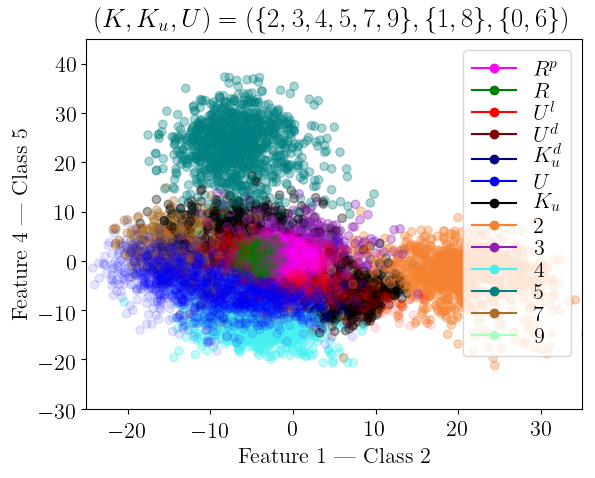 (K, K_u, U) = ({2, 3, 4, 5, 7, 9}, {1, 8}, {0, 6})
Feature 4 — Class 5
40
30
20
10
0
−10
−20
−30
−20
−10
0
10
20
30
Feature 1 — Class 2
R^p
R
U^l
U^d
K_u^d
U
K_u
2
3
4
5
7
9